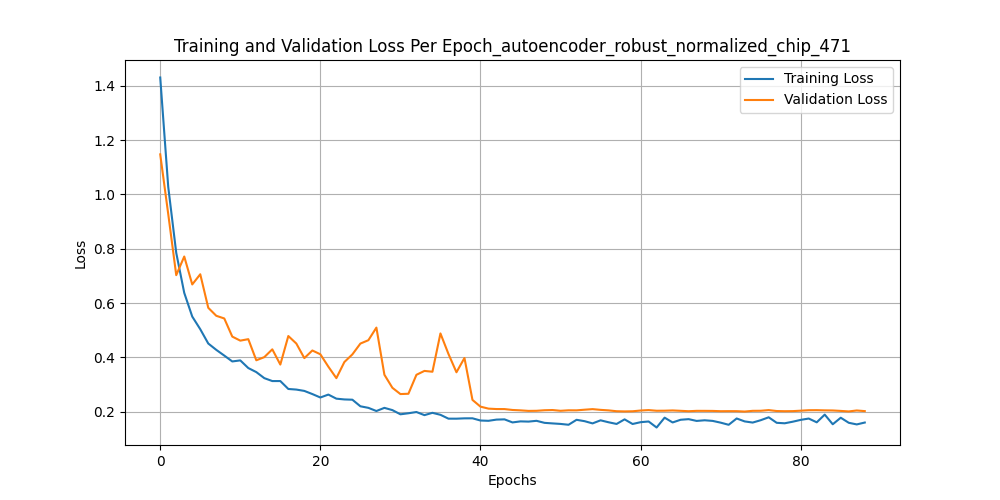 Training and Validation Loss Per Epoch_autoencoder_robust_normalized_chip_471
Training Loss
Validation Loss
Loss
1.4
1.2
1.0
0.8
0.6
0.4
0.2
0
20
40
60
80
Epochs